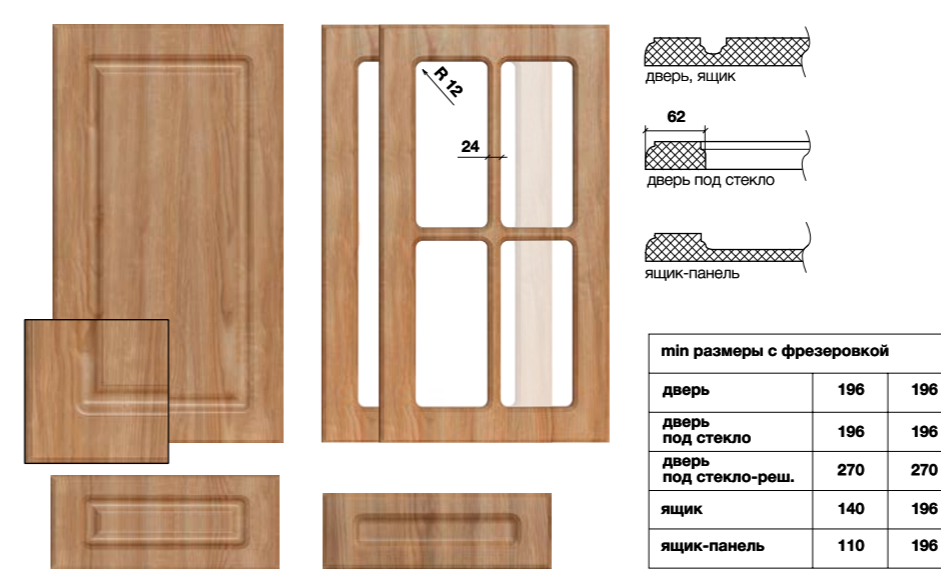 R 12
24
дверь, ящик
62
дверь под стекло
ящик-панель
min размеры с фрезеровкой
дверь 196 196
дверь
под стекло 196 196
дверь
под стекло-реш. 270 270
ящик 140 196
ящик-панель 110 196